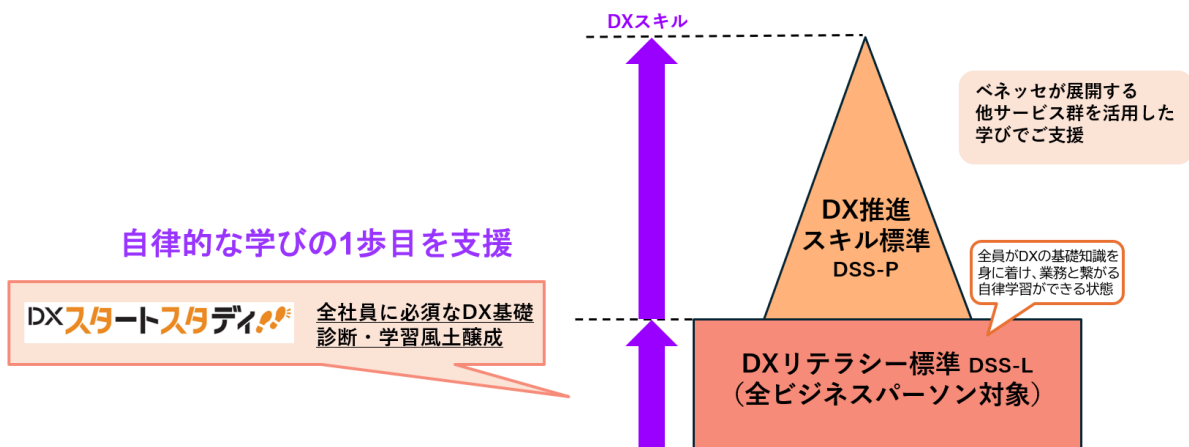 DXスキル
ベネッセが展開する
他サービス群を活用した
学びでご支援
DX推進
スキル標準
DSS-P
自律的な学びの1歩目を支援
全員がDXの基礎知識を
身に着け、業務と繋がる
自律学習ができる状態
DXスタートスタディ!!
全社員に必須なDX基礎
診断・学習風土醸成
DXリテラシー標準 DSS-L
（全ビジネスパーソン対象）